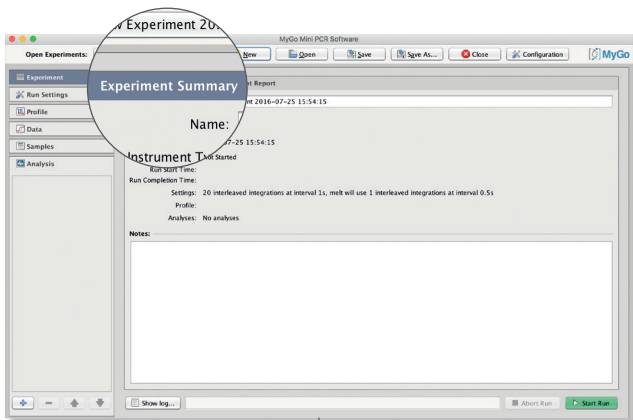 v Experiment 20
MyGo Mini PCR Software
Open Experiments:
New
Open
Save
Save As...
Close
Configuration
MyGo
Experiment
Run Settings
Profile
Data
Samples
Analysis
Experiment Summary
nt Report
Name:
nt 2016-07-25 15:54:15
7-25 15:54:15
Instrument T
Not Started
Run Start Time:
Run Completion Time:
Settings: 20 interleaved integrations at interval 1s, melt will use 1 interleaved integrations at interval 0.5s
Profile:
Analyses: No analyses
Notes:
Show log...
Abort Run
Start Run